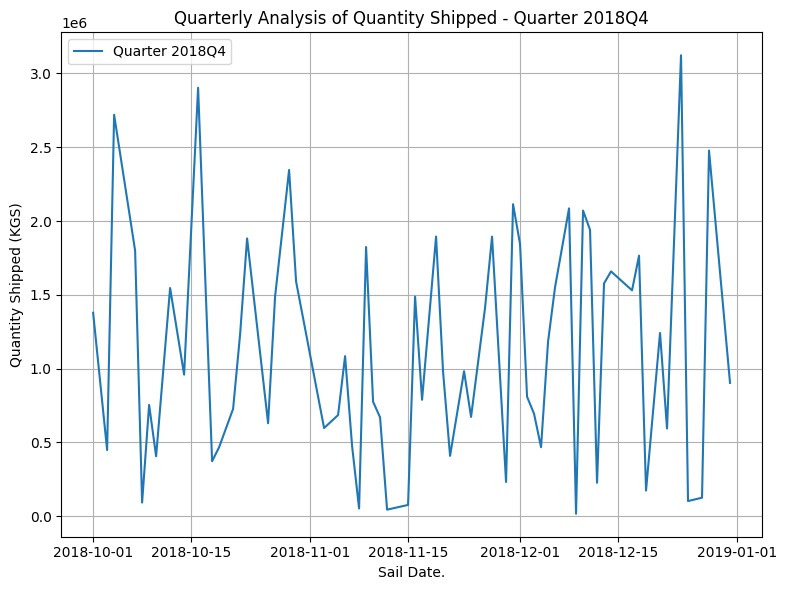 Quarterly Analysis of Quantity Shipped - Quarter 2018Q4
1e6
Quarter 2018Q4
3.0
2.5
2.0
1.5
1.0
0.5
0.0
Quantity Shipped (KGS)
2018-10-01 2018-10-15 2018-11-01 2018-11-15 2018-12-01 2018-12-15 2019-01-01
Sail Date.